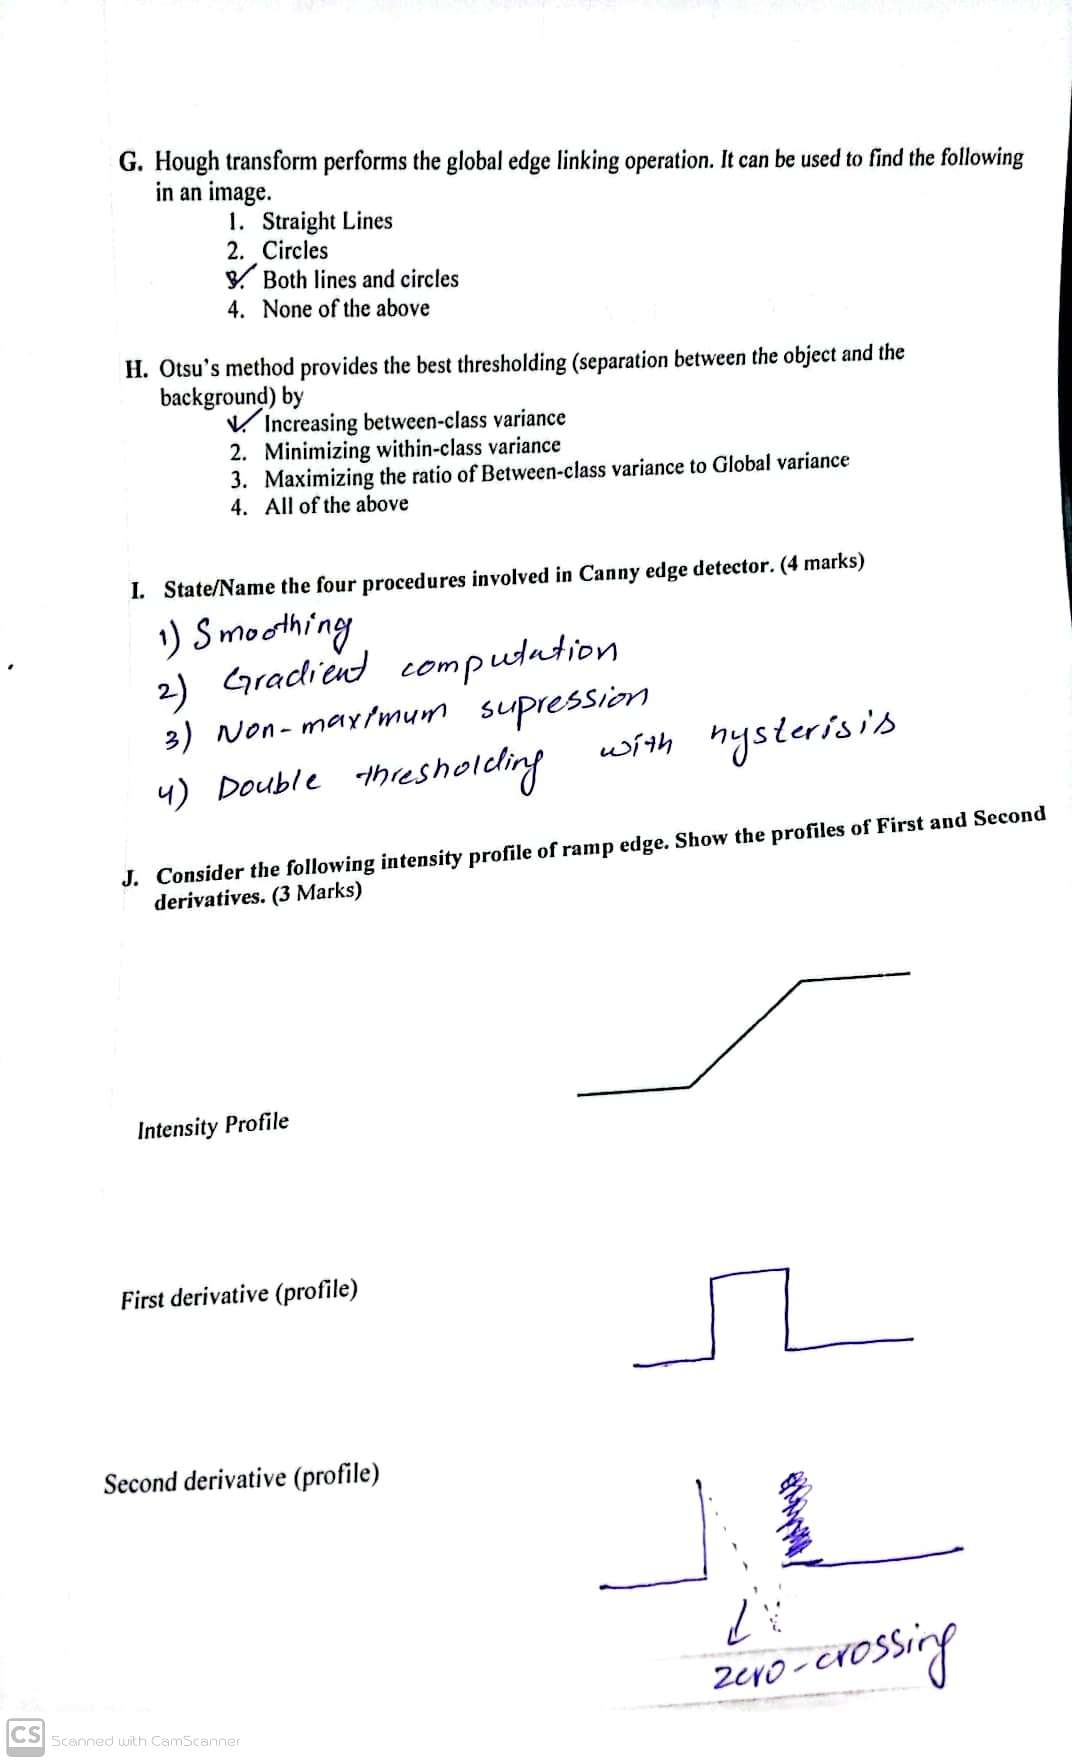 G. Hough transform performs the global edge linking operation. It can be used to find the following
in an image.
1. Straight Lines
2. Circles
3. Both lines and circles
4. None of the above
H. Otsu's method provides the best thresholding (separation between the object and the
background) by
1. Increasing between-class variance
2. Minimizing within-class variance
3. Maximizing the ratio of Between-class variance to Global variance
4. All of the above
I. State/Name the four procedures involved in Canny edge detector. (4 marks)
1) Smoothing
2) Gradient computation
3) Non-maximum supression
4) Double thresholding with hysterisis
J. Consider the following intensity profile of ramp edge. Show the profiles of First and Second
derivatives. (3 Marks)
Intensity Profile
First derivative (profile)
Second derivative (profile)
zero-crossing
CS Scanned with CamScanner